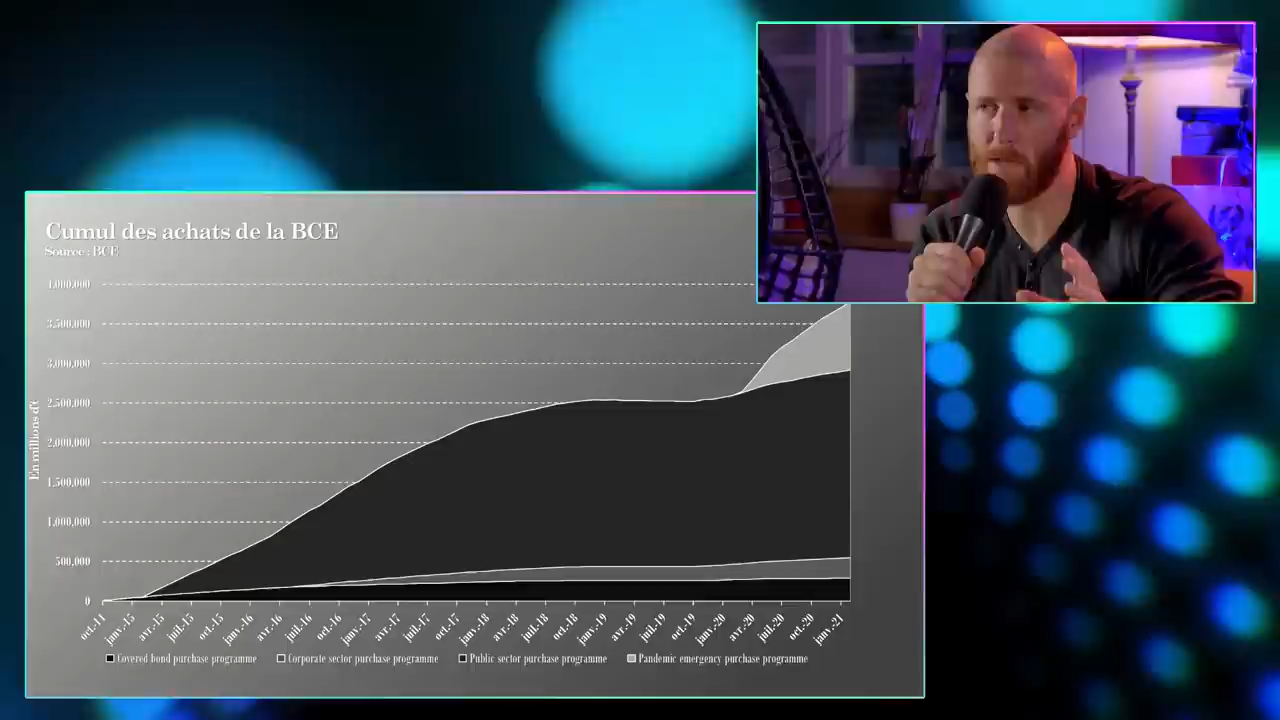 Cumul des achats de la BCE
Source : BCE
En millions d'€
4,000,000
3,500,000
3,000,000
2,500,000
2,000,000
1,500,000
1,000,000
500,000
0
oct.-14 janv.-15 avr.-15 juil.-15 oct.-15 janv.-16 avr.-16 juil.-16 oct.-16 janv.-17 avr.-17 juil.-17 oct.-17 janv.-18 avr.-18 juil.-18 oct.-18 janv.-19 avr.-19 juil.-19 oct.-19 janv.-20 avr.-20 juil.-20 oct.-20 janv.-21
Covered bond purchase programme Corporate sector purchase programme Public sector purchase programme Pandemic emergency purchase programme